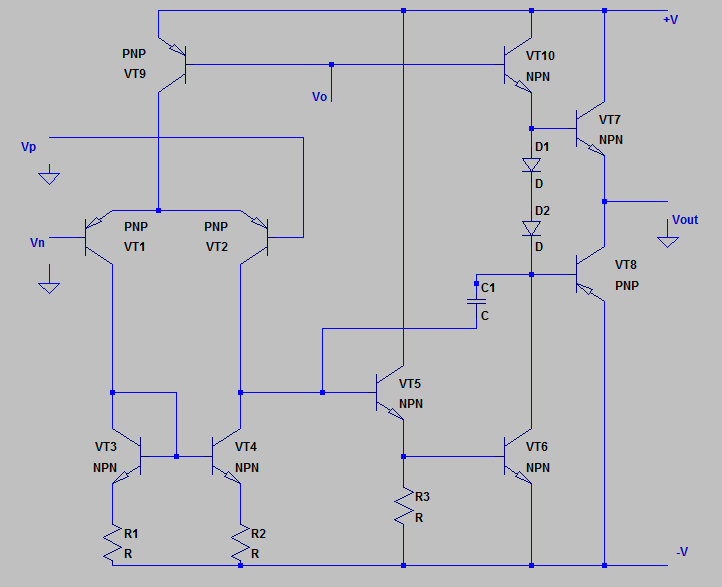 +V
PNP
VT9
VT10
NPN
Vo
VT7
NPN
Vp
D1
D
D2
D
Vn
PNP
VT1
PNP
VT2
Vout
VT8
PNP
C1
C
VT5
NPN
VT3
NPN
VT4
NPN
VT6
NPN
R3
R
R1
R
R2
R
-V